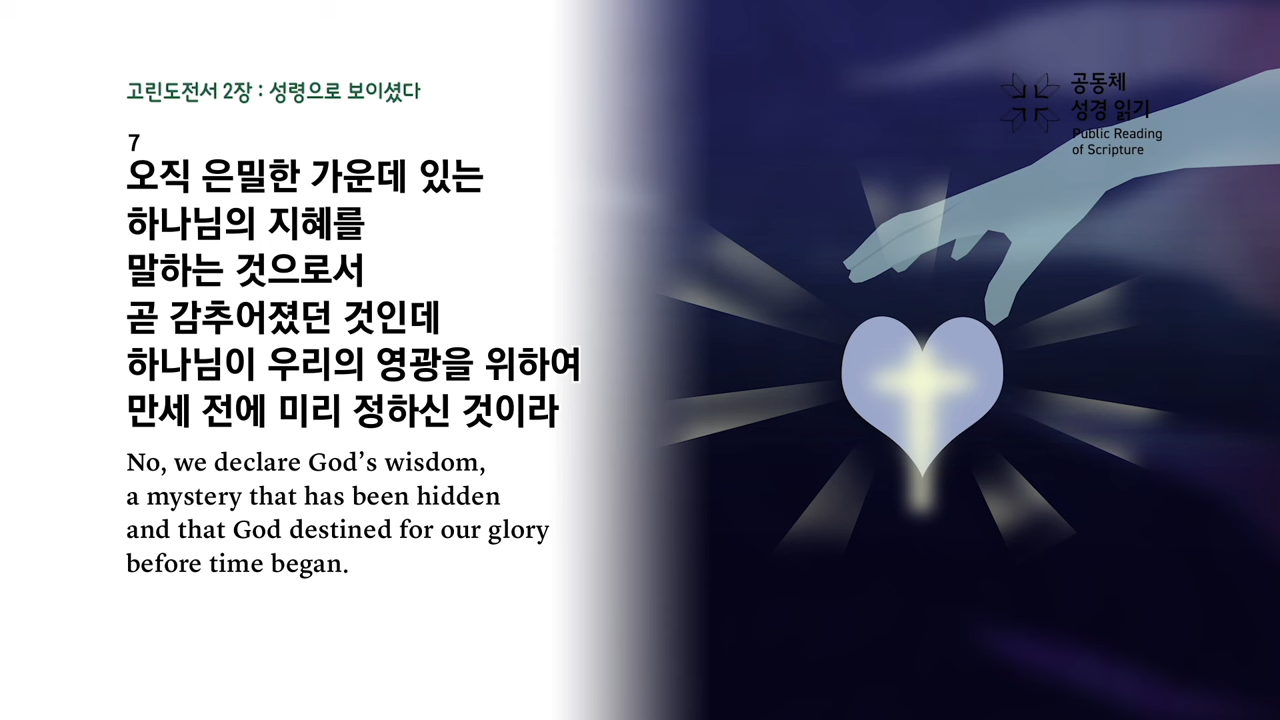 고린도전서 2장 : 성령으로 보이셨다
7
오직 은밀한 가운데 있는
하나님의 지혜를
말하는 것으로서
곧 감추어졌던 것인데
하나님이 우리의 영광을 위하여
만세 전에 미리 정하신 것이라
No, we declare God’s wisdom,
a mystery that has been hidden
and that God destined for our glory
before time began.
공동체
성경 읽기
Public Reading
of Scripture